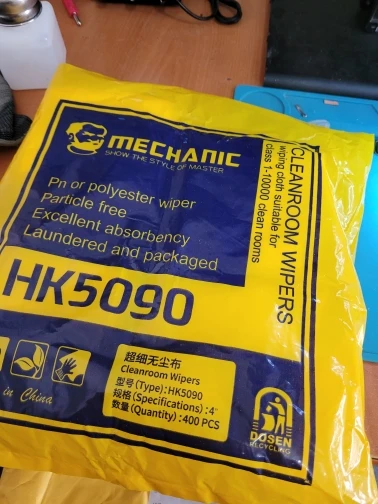 MECHANIC
SHOW THE STYLE OF MASTER
Pn or polyester wiper
Particle free
Excellent absorbency
Laundered and packaged
CLEANROOM WIPERS
wiping cloth suitable for
class 1-10000 clean rooms
HK5090
超细无尘布
Cleanroom Wipers
型号(Type):HK5090
规格(Specifications):4"
数量(Quantity):400 PCS
in China
DOSEN
RECYCLING